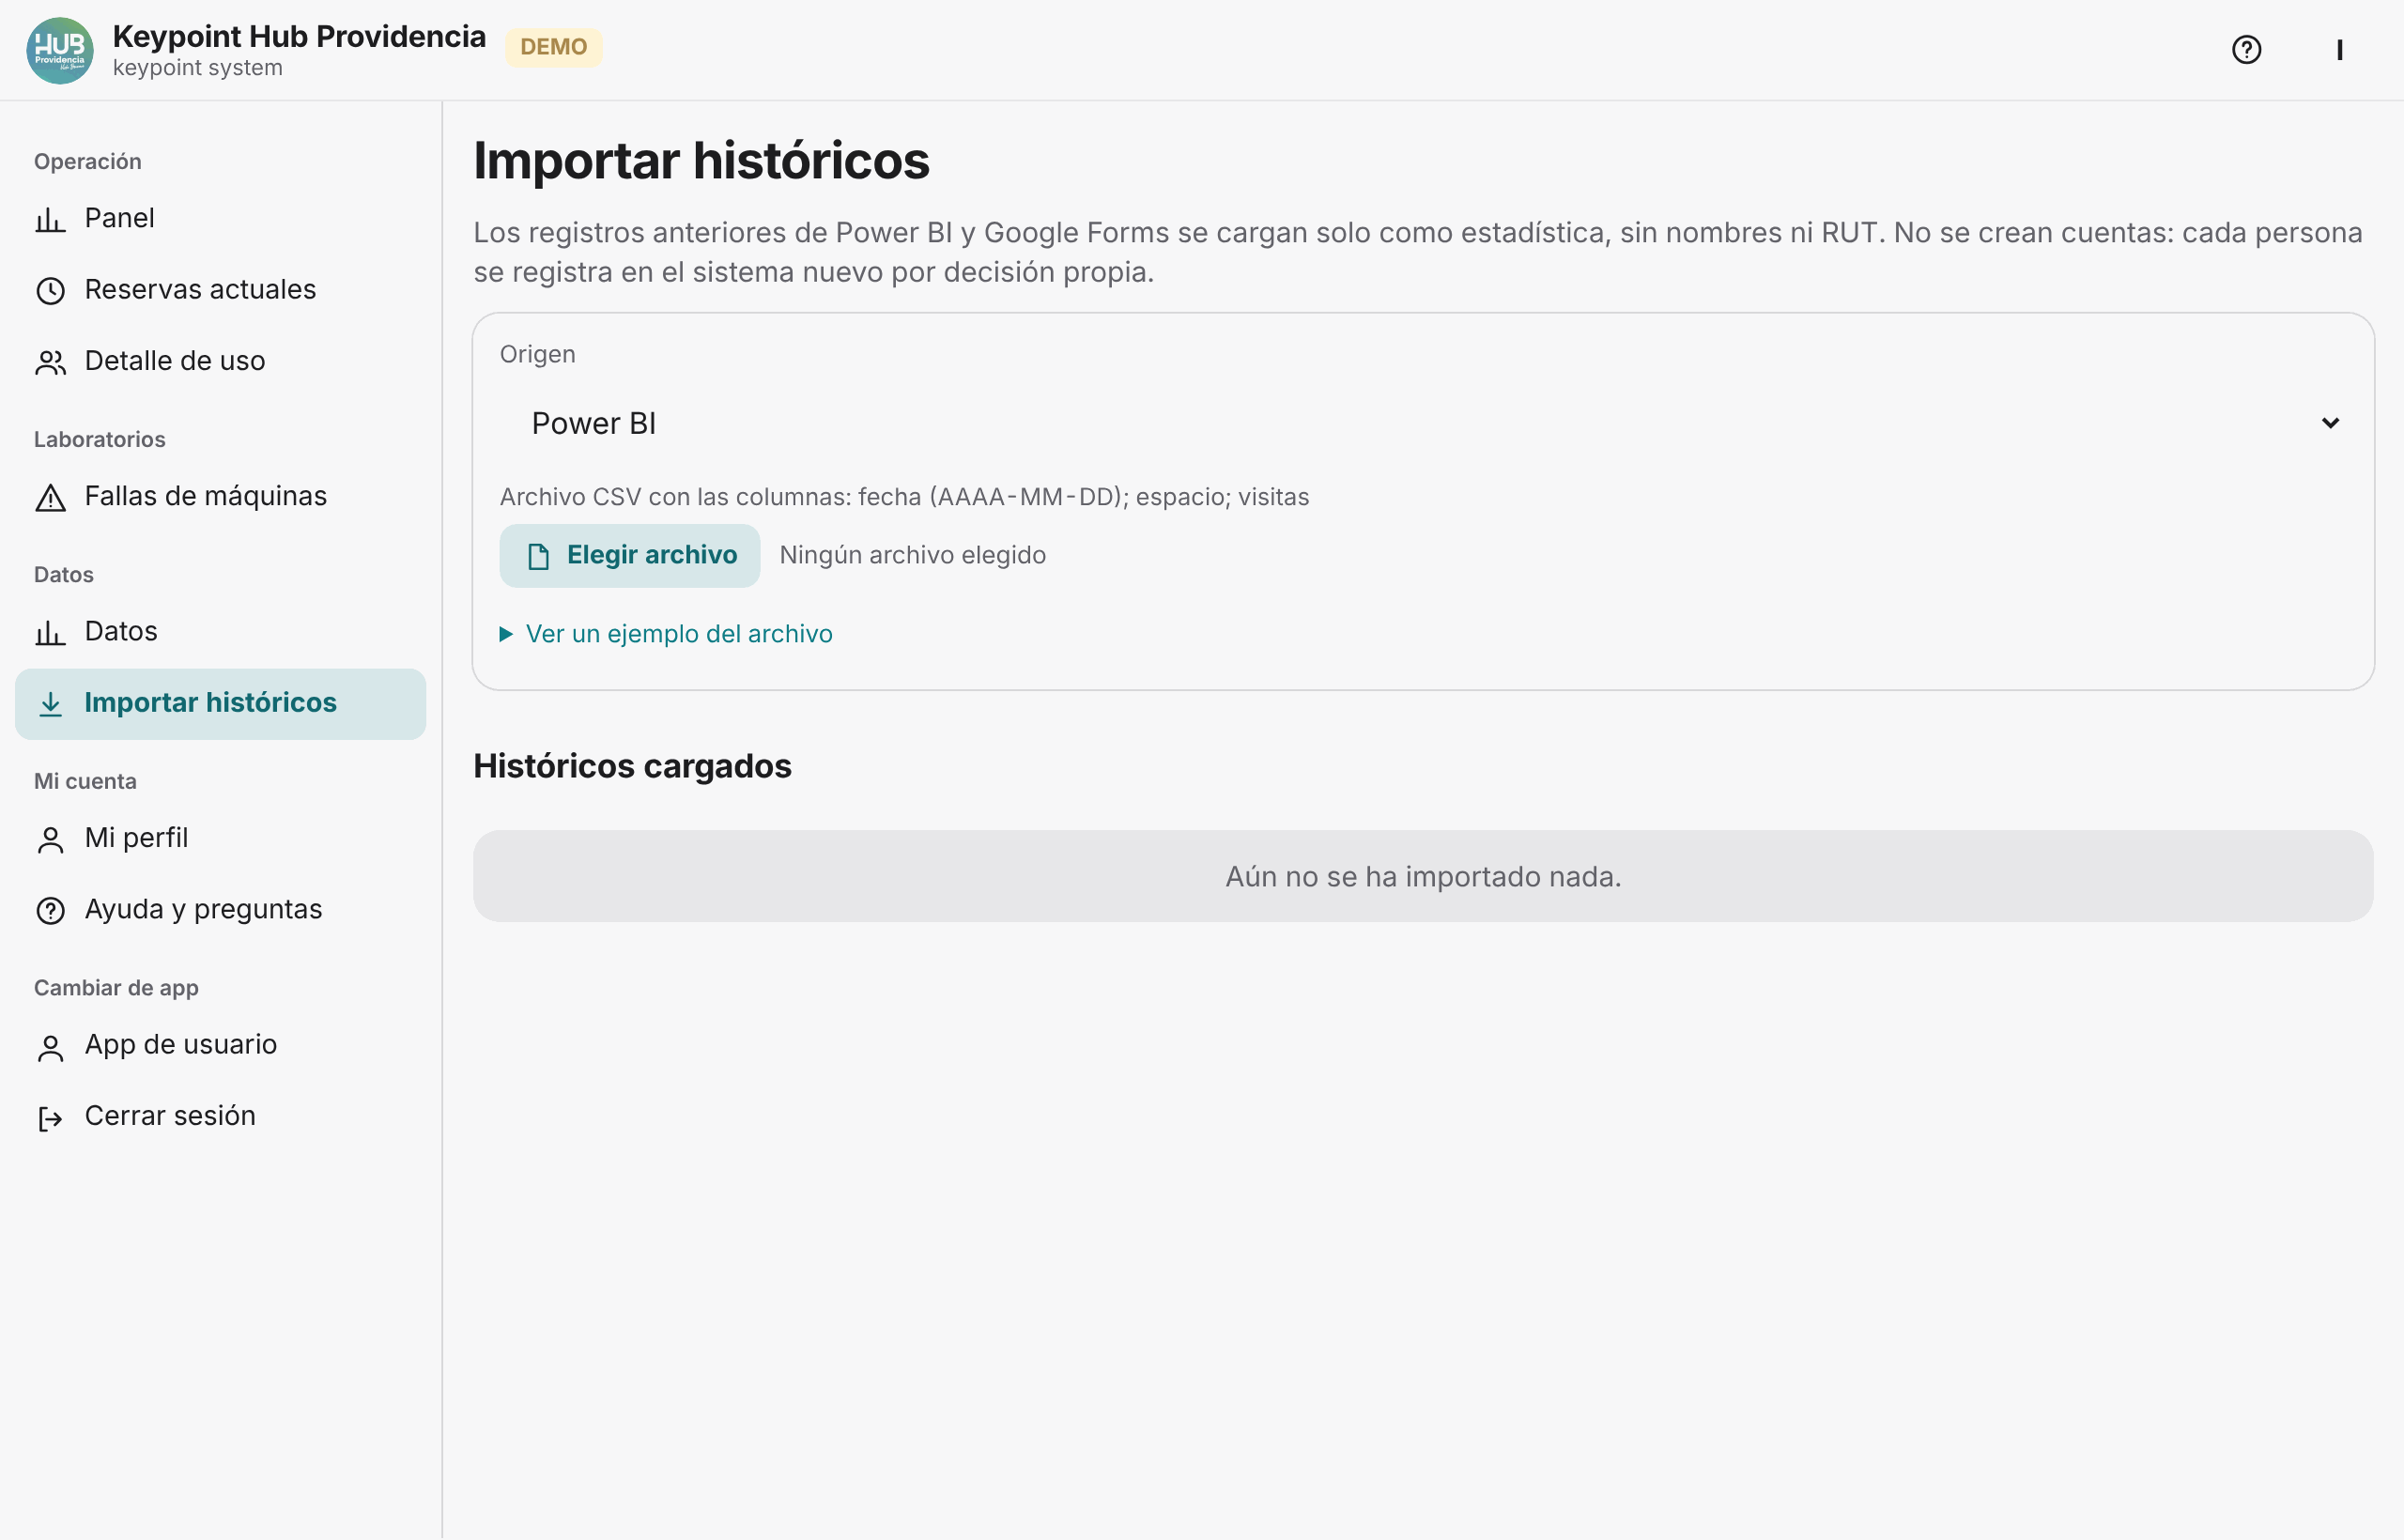 HUB
Providencia
Keypoint Hub Providencia
DEMO
keypoint system
I
Operación
Panel
Reservas actuales
Detalle de uso
Laboratorios
Fallas de máquinas
Datos
Datos
Importar históricos
Mi cuenta
Mi perfil
Ayuda y preguntas
Cambiar de app
App de usuario
Cerrar sesión
Importar históricos
Los registros anteriores de Power BI y Google Forms se cargan solo como estadística, sin nombres ni RUT. No se crean cuentas: cada persona
se registra en el sistema nuevo por decisión propia.
Origen
Power BI
Archivo CSV con las columnas: fecha (AAAA-MM-DD); espacio; visitas
Elegir archivo
Ningún archivo elegido
Ver un ejemplo del archivo
Históricos cargados
Aún no se ha importado nada.